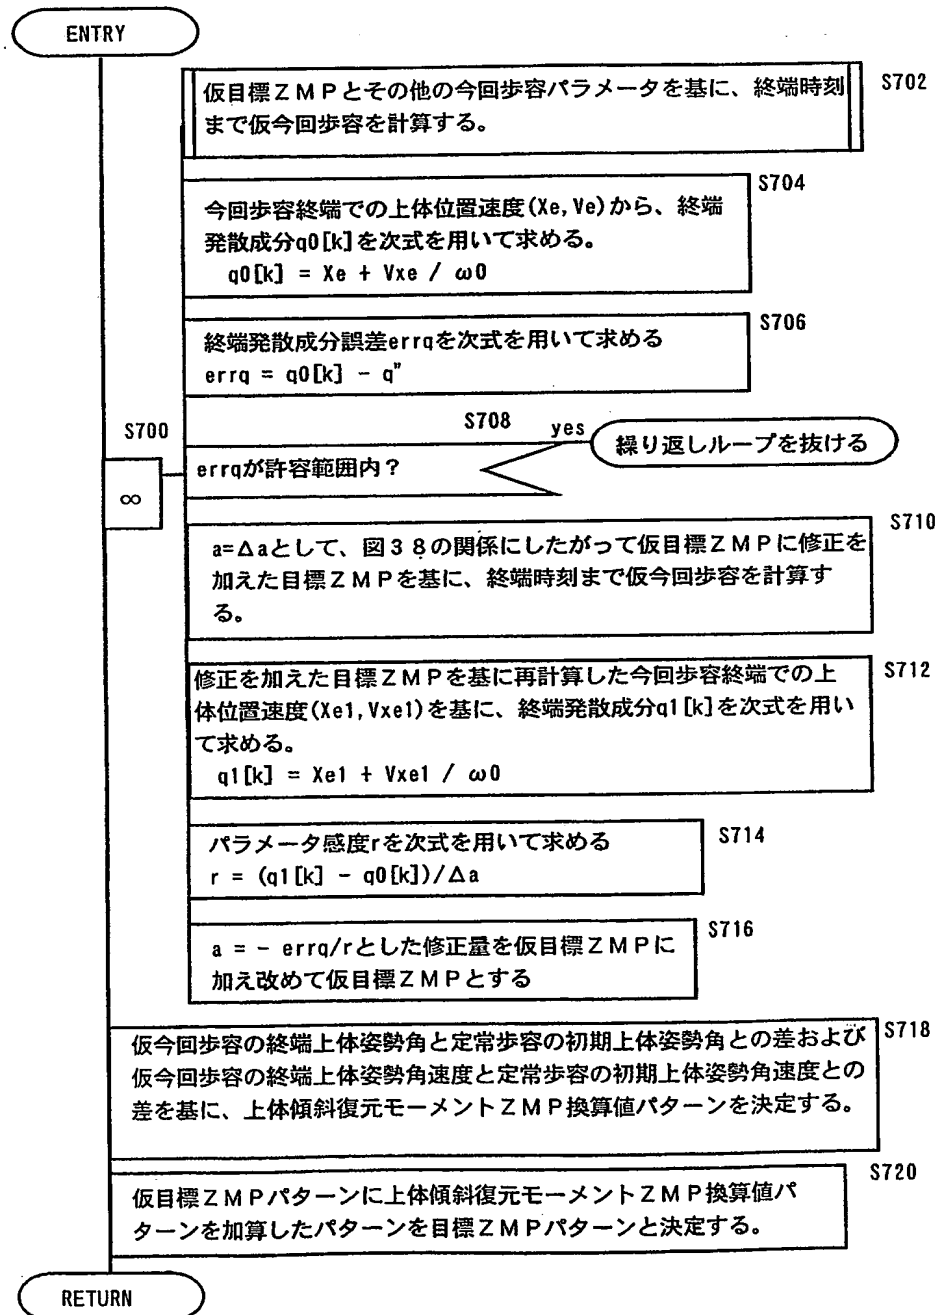 ENTRY
S702
仮目標ZMPとその他の今回歩容パラメータを基に、終端時刻
まで仮今回歩容を計算する。
S704
今回歩容終端での上体位置速度(Xe,Ve)から、終端
発散成分q0[k]を次式を用いて求める。
q0[k] = Xe + Vxe / ω0
S706
終端発散成分誤差errqを次式を用いて求める
errq = q0[k] - q"
S700
∞
S708
errqが許容範囲内?
yes
繰り返しループを抜ける
S710
a=Δaとして、図38の関係にしたがって仮目標ZMPに修正を
加えた目標ZMPを基に、終端時刻まで仮今回歩容を計算す
る。
S712
修正を加えた目標ZMPを基に再計算した今回歩容終端での上
体位置速度(Xe1,Vxe1)を基に、終端発散成分q1[k]を次式を用い
て求める。
q1[k] = Xe1 + Vxe1 / ω0
S714
パラメータ感度rを次式を用いて求める
r = (q1[k] - q0[k])/Δa
S716
a = - errq/rとした修正量を仮目標ZMPに
加え改めて仮目標ZMPとする
S718
仮今回歩容の終端上体姿勢角と定常歩容の初期上体姿勢角との差および
仮今回歩容の終端上体姿勢角速度と定常歩容の初期上体姿勢角速度との
差を基に、上体傾斜復元モーメントZMP換算値パターンを決定する。
S720
仮目標ZMPパターンに上体傾斜復元モーメントZMP換算値パ
ターンを加算したパターンを目標ZMPパターンと決定する。
RETURN